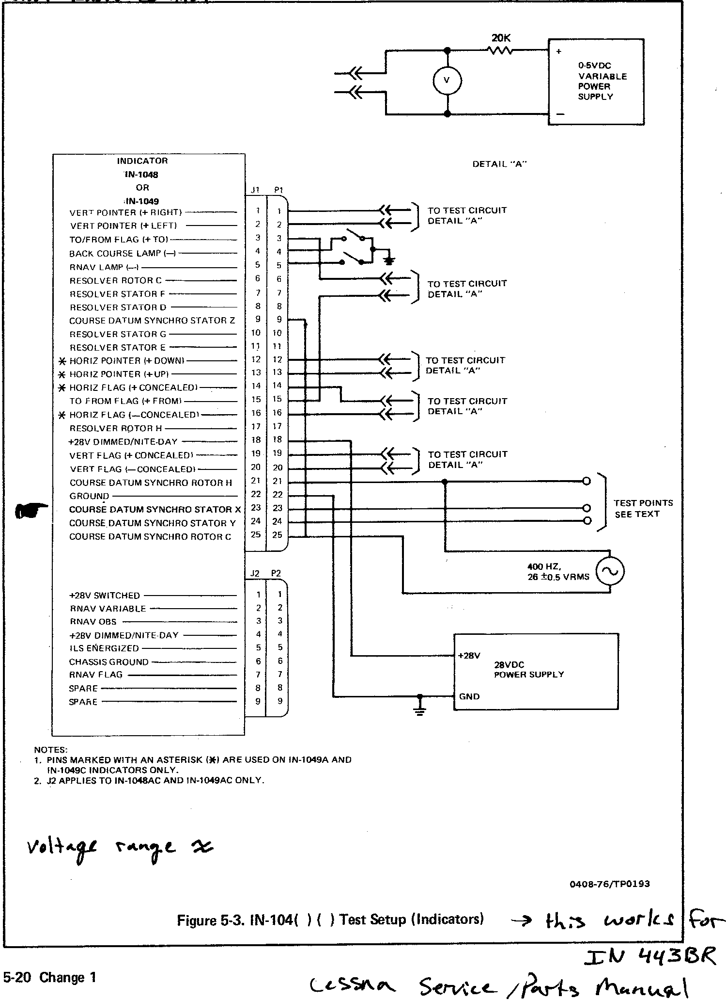 20K
+
0-5VDC
VARIABLE
POWER
SUPPLY
V
—
DETAIL "A"
INDICATOR
IN-1048
OR
IN-1049
J1 P1
VERT POINTER (+ RIGHT) 1 1
VERT POINTER (+ LEFT) 2 2
TO/FROM FLAG (+ TO) 3 3
BACK COURSE LAMP (—) 4 4
RNAV LAMP (—) 5 5
RESOLVER ROTOR C 6 6
RESOLVER STATOR F 7 7
RESOLVER STATOR D 8 8
COURSE DATUM SYNCHRO STATOR Z 9 9
RESOLVER STATOR G 10 10
RESOLVER STATOR E 11 11
* HORIZ POINTER (+ DOWN) 12 12
* HORIZ POINTER (+ UP) 13 13
* HORIZ FLAG (+ CONCEALED) 14 14
TO FROM FLAG (+ FROM) 15 15
* HORIZ FLAG (—CONCEALED) 16 16
RESOLVER ROTOR H 17 17
+28V DIMMED/NITE-DAY 18 18
VERT FLAG (+ CONCEALED) 19 19
VERT FLAG (—CONCEALED) 20 20
COURSE DATUM SYNCHRO ROTOR H 21 21
GROUND 22 22
COURSE DATUM SYNCHRO STATOR X 23 23
COURSE DATUM SYNCHRO STATOR Y 24 24
COURSE DATUM SYNCHRO ROTOR C 25 25
TO TEST CIRCUIT
DETAIL "A"
TO TEST CIRCUIT
DETAIL "A"
TO TEST CIRCUIT
DETAIL "A"
TO TEST CIRCUIT
DETAIL "A"
TO TEST CIRCUIT
DETAIL "A"
TEST POINTS
SEE TEXT
400 HZ,
26 ±0.5 VRMS
J2 P2
+28V SWITCHED 1 1
RNAV VARIABLE 2 2
RNAV OBS 3 3
+28V DIMMED/NITE-DAY 4 4
ILS ENERGIZED 5 5
CHASSIS GROUND 6 6
RNAV FLAG 7 7
SPARE 8 8
SPARE 9 9
+28V
28VDC
POWER SUPPLY
GND
NOTES:
1. PINS MARKED WITH AN ASTERISK (*) ARE USED ON IN-1049A AND
IN-1049C INDICATORS ONLY.
2. J2 APPLIES TO IN-1048AC AND IN-1049AC ONLY.
Voltage range ≈
0408-76/TP0193
Figure 5-3. IN-104( ) ( ) Test Setup (Indicators) → this works for
IN 443BR
5-20 Change 1
Cessna Service/Parts Manual